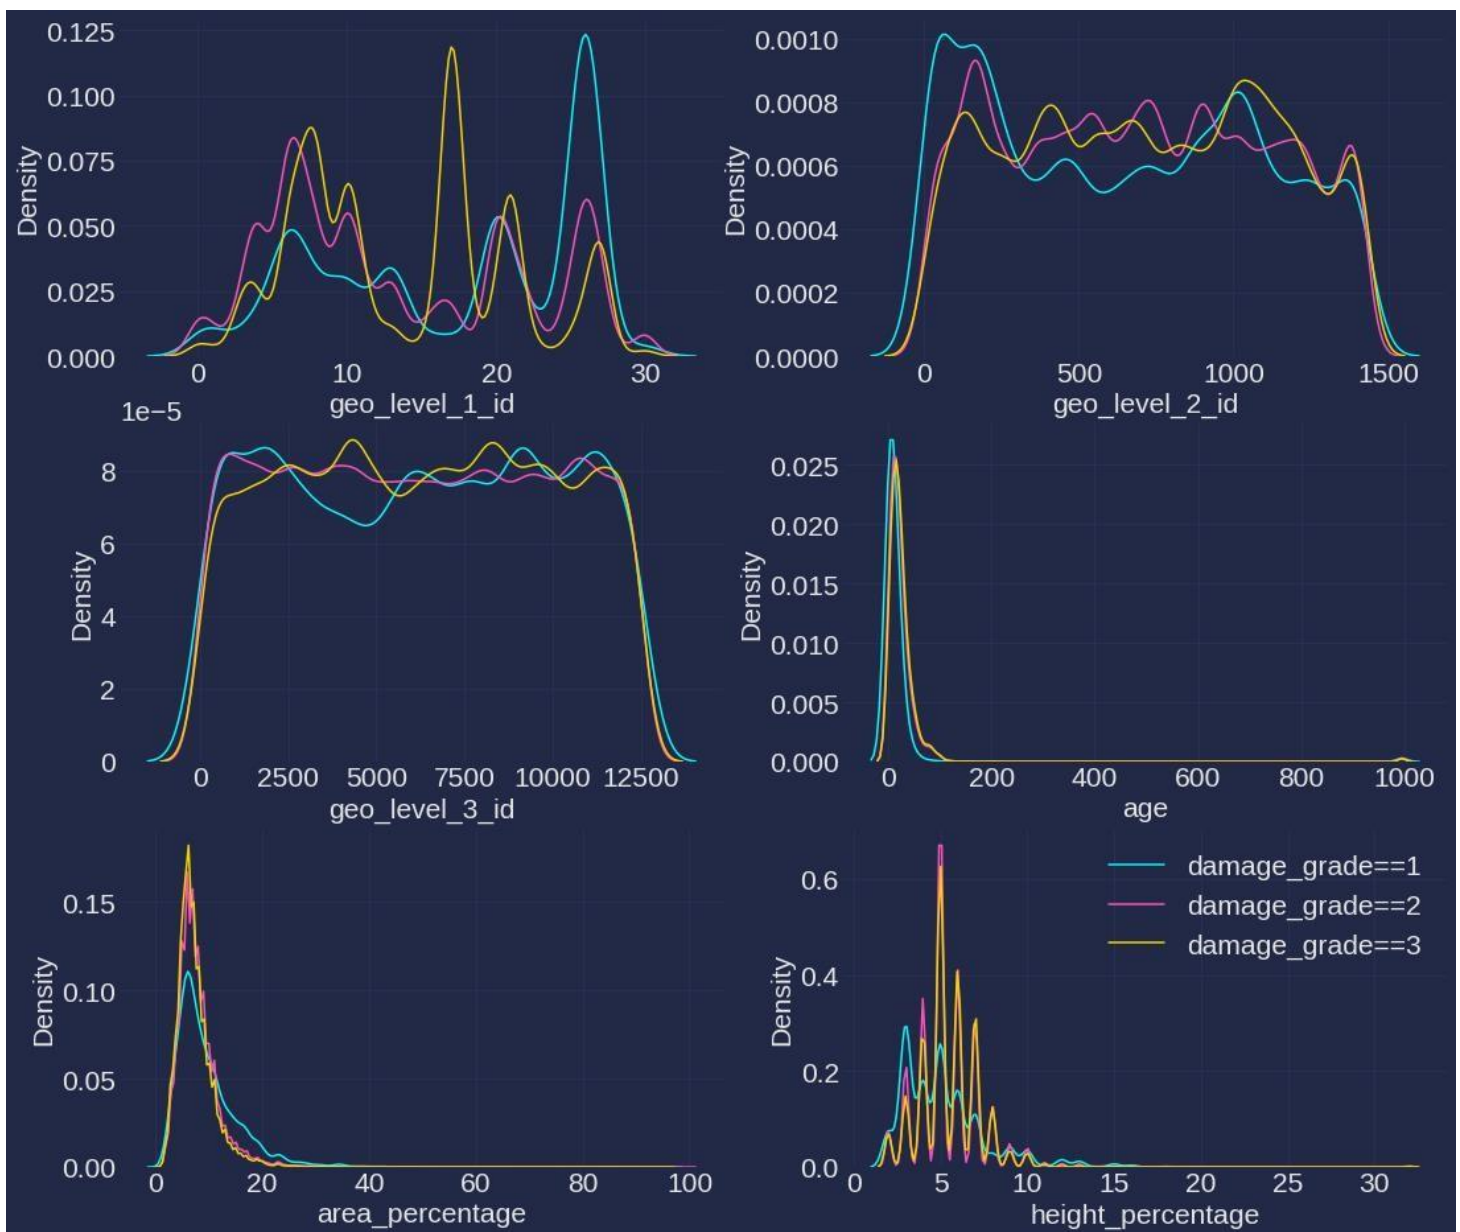 0.125
0.100
0.075
0.050
0.025
0.000
Density
0 10 20 30
geo_level_1_id
0.0010
0.0008
0.0006
0.0004
0.0002
0.0000
Density
0 500 1000 1500
geo_level_2_id
1e−5
8
6
4
2
0
Density
0 2500 5000 7500 10000 12500
geo_level_3_id
0.025
0.020
0.015
0.010
0.005
0.000
Density
0 200 400 600 800 1000
age
0.15
0.10
0.05
0.00
Density
0 20 40 60 80 100
area_percentage
0.6
0.4
0.2
0.0
Density
damage_grade==1
damage_grade==2
damage_grade==3
0 5 10 15 20 25 30
height_percentage